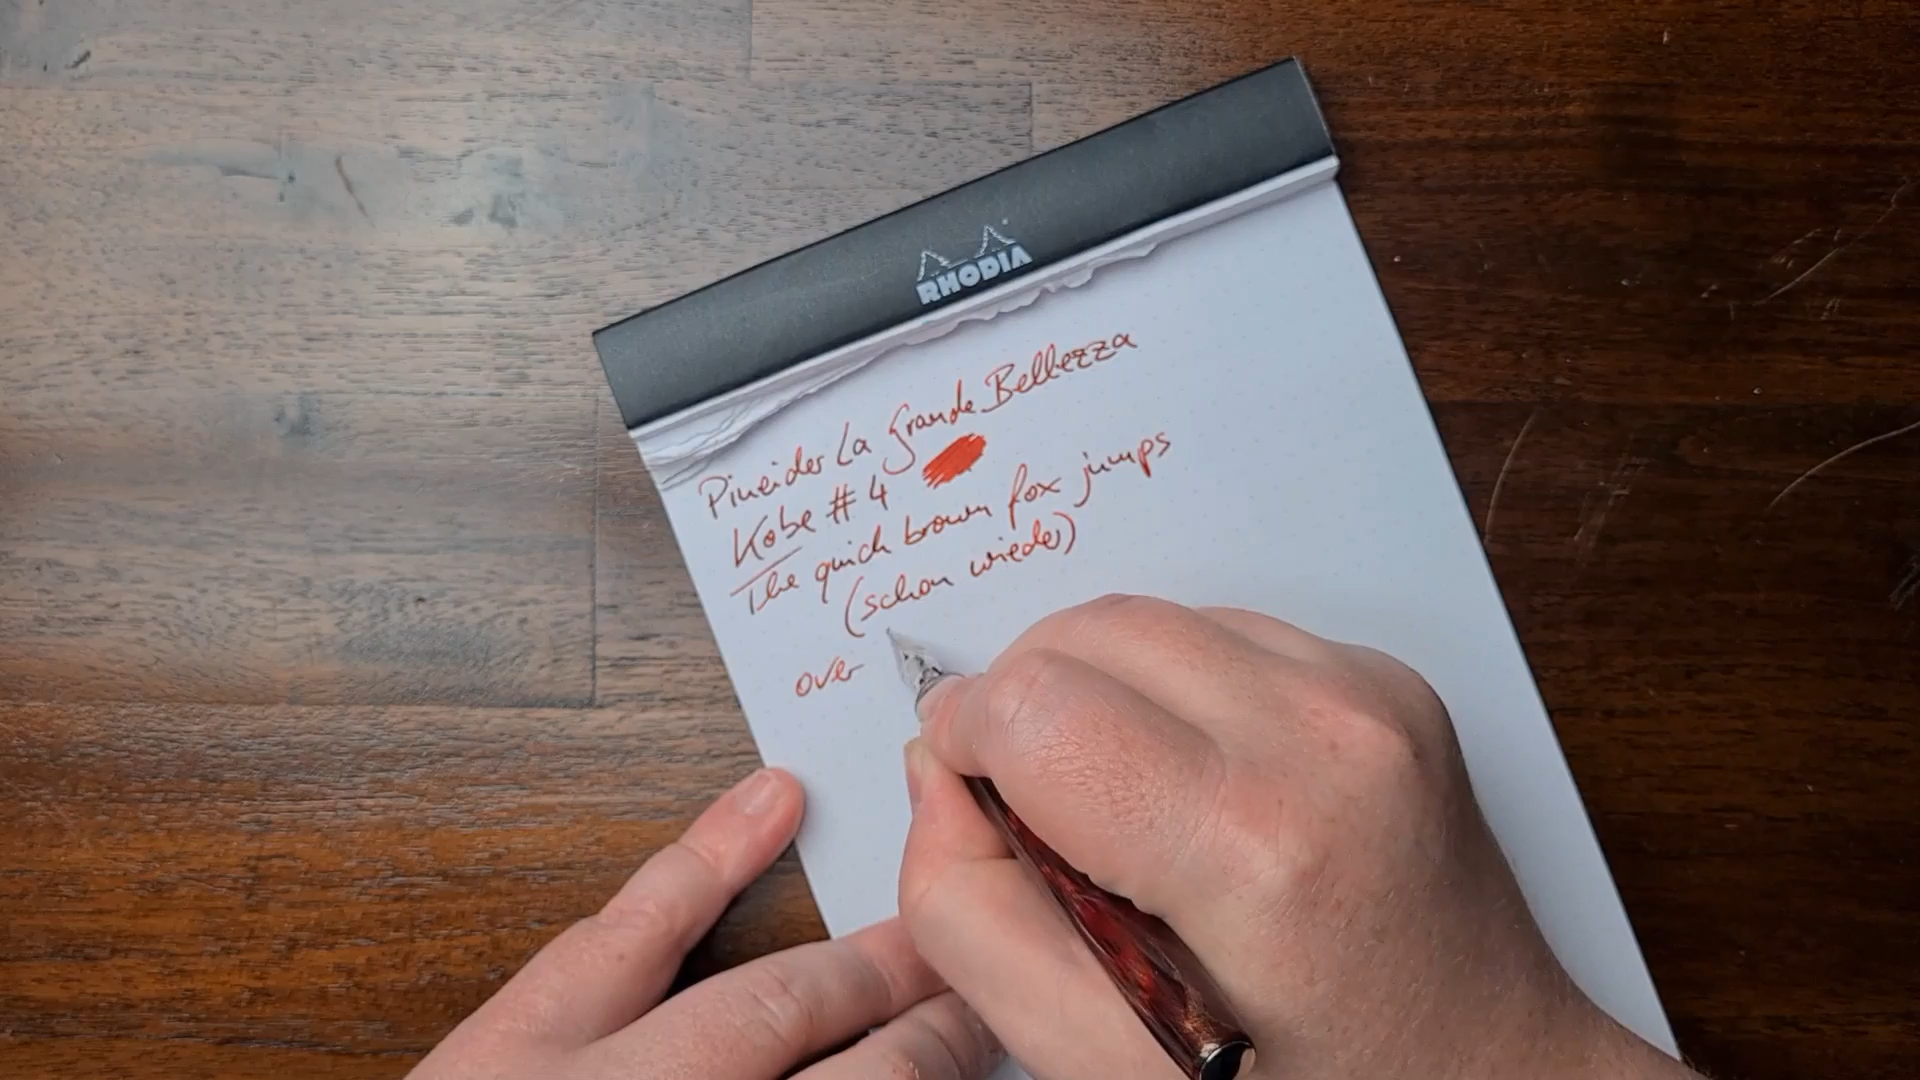 RHODIA
Pineider La Grande Bellezza
Kobe # 4
The quick brown fox jumps
(schon wieder)
over